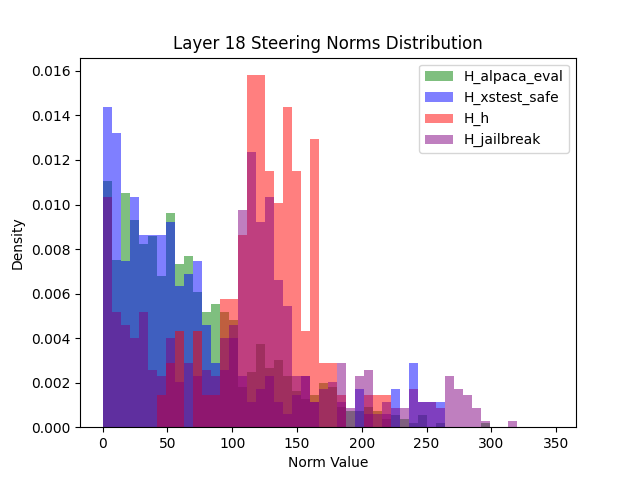 Layer 18 Steering Norms Distribution
H_alpaca_eval
H_xstest_safe
H_h
H_jailbreak
0.016
0.014
0.012
0.010
0.008
0.006
0.004
0.002
0.000
Density
0 50 100 150 200 250 300 350
Norm Value